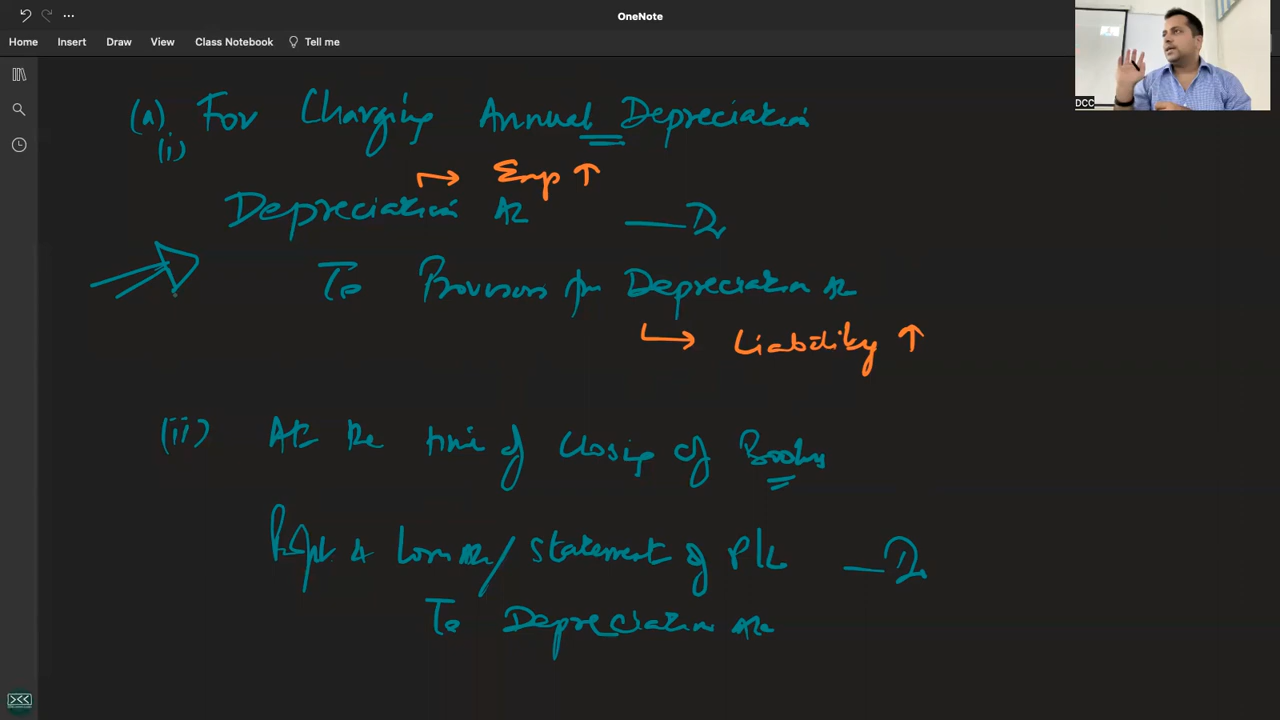 OneNote
Home Insert Draw View Class Notebook Tell me
DCC
(a) For Charging Annual Depreciation
(i)
Exp ↑
Depreciation A/c — Dr
To Provision for Depreciation A/c
Liability ↑
(ii) At the time of Closing of Books
Profit & Loss A/c / Statement of P/L — Dr
To Depreciation A/c
DCC